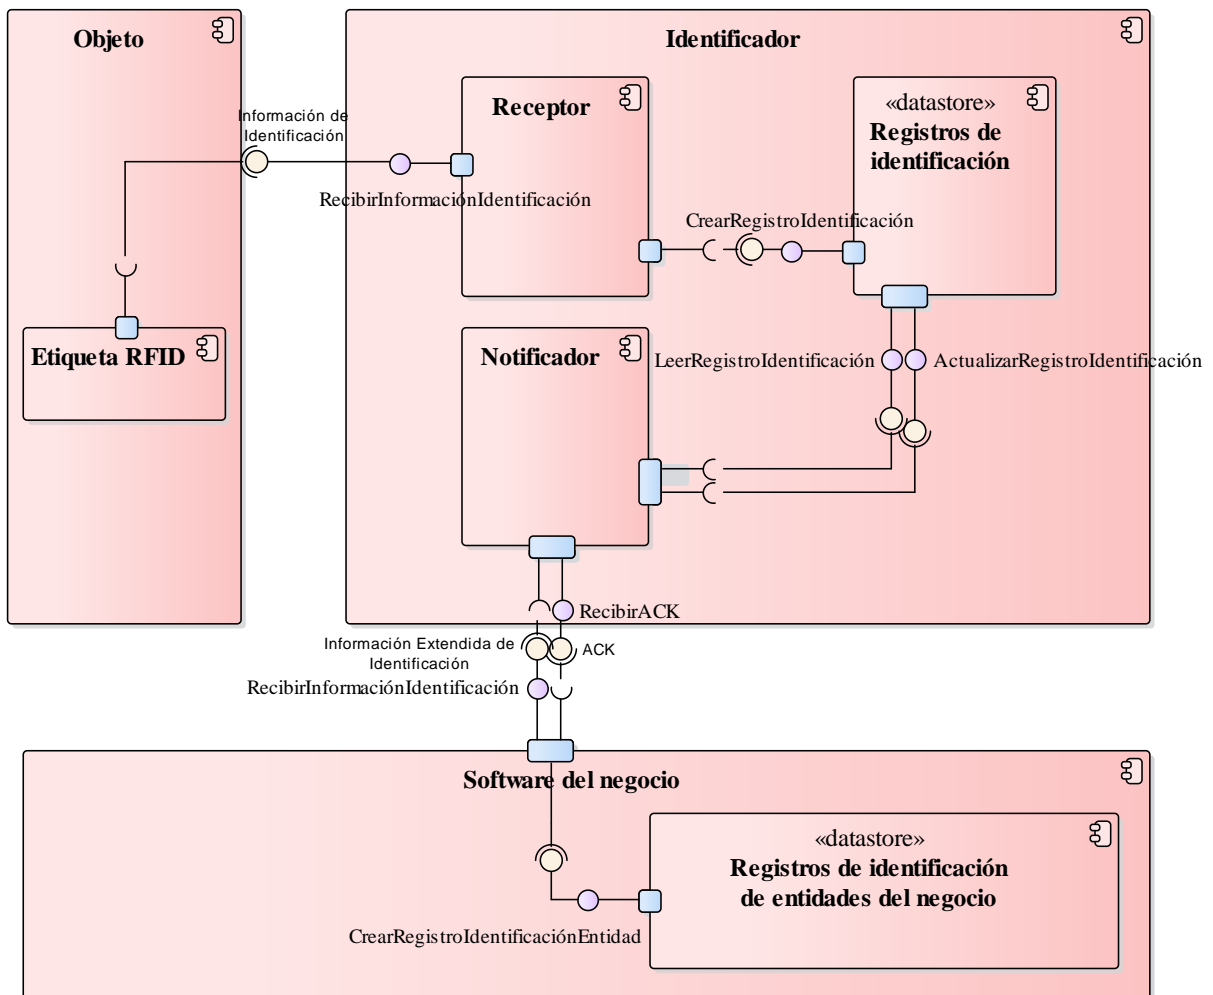 Objeto
Identificador
Receptor
«datastore»
Registros de
identificación
Información de
Identificación
RecibirInformaciónIdentificación
CrearRegistroIdentificación
Etiqueta RFID
Notificador
LeerRegistroIdentificación
ActualizarRegistroIdentificación
RecibirACK
Información Extendida de
Identificación
ACK
RecibirInformaciónIdentificación
Software del negocio
«datastore»
Registros de identificación
de entidades del negocio
CrearRegistroIdentificaciónEntidad